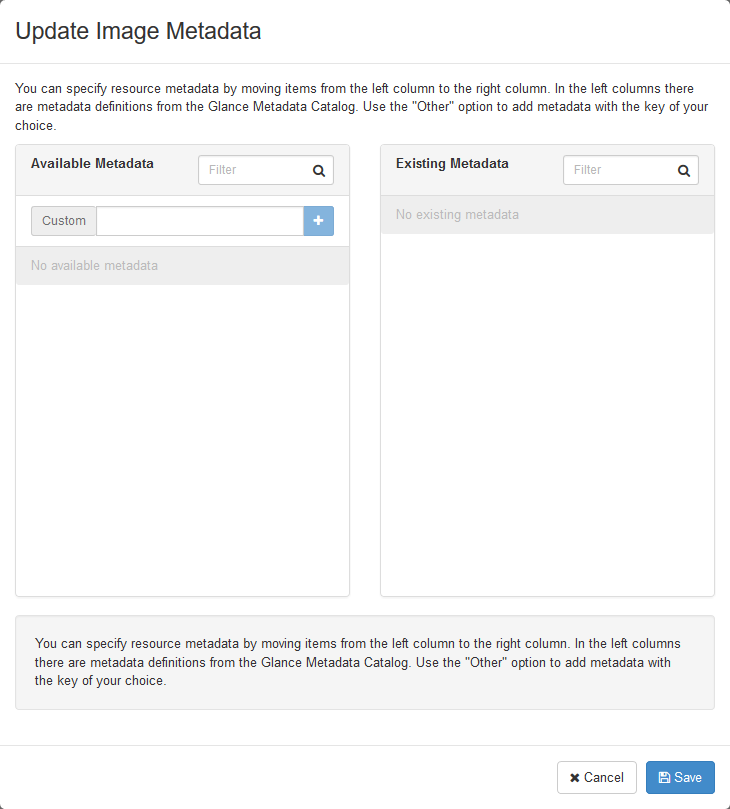 Update Image Metadata
You can specify resource metadata by moving items from the left column to the right column. In the left columns there
are metadata definitions from the Glance Metadata Catalog. Use the "Other" option to add metadata with the key of your
choice.
Available Metadata
Filter
Custom
No available metadata
Existing Metadata
Filter
No existing metadata
You can specify resource metadata by moving items from the left column to the right column. In the left columns
there are metadata definitions from the Glance Metadata Catalog. Use the "Other" option to add metadata with
the key of your choice.
Cancel
Save